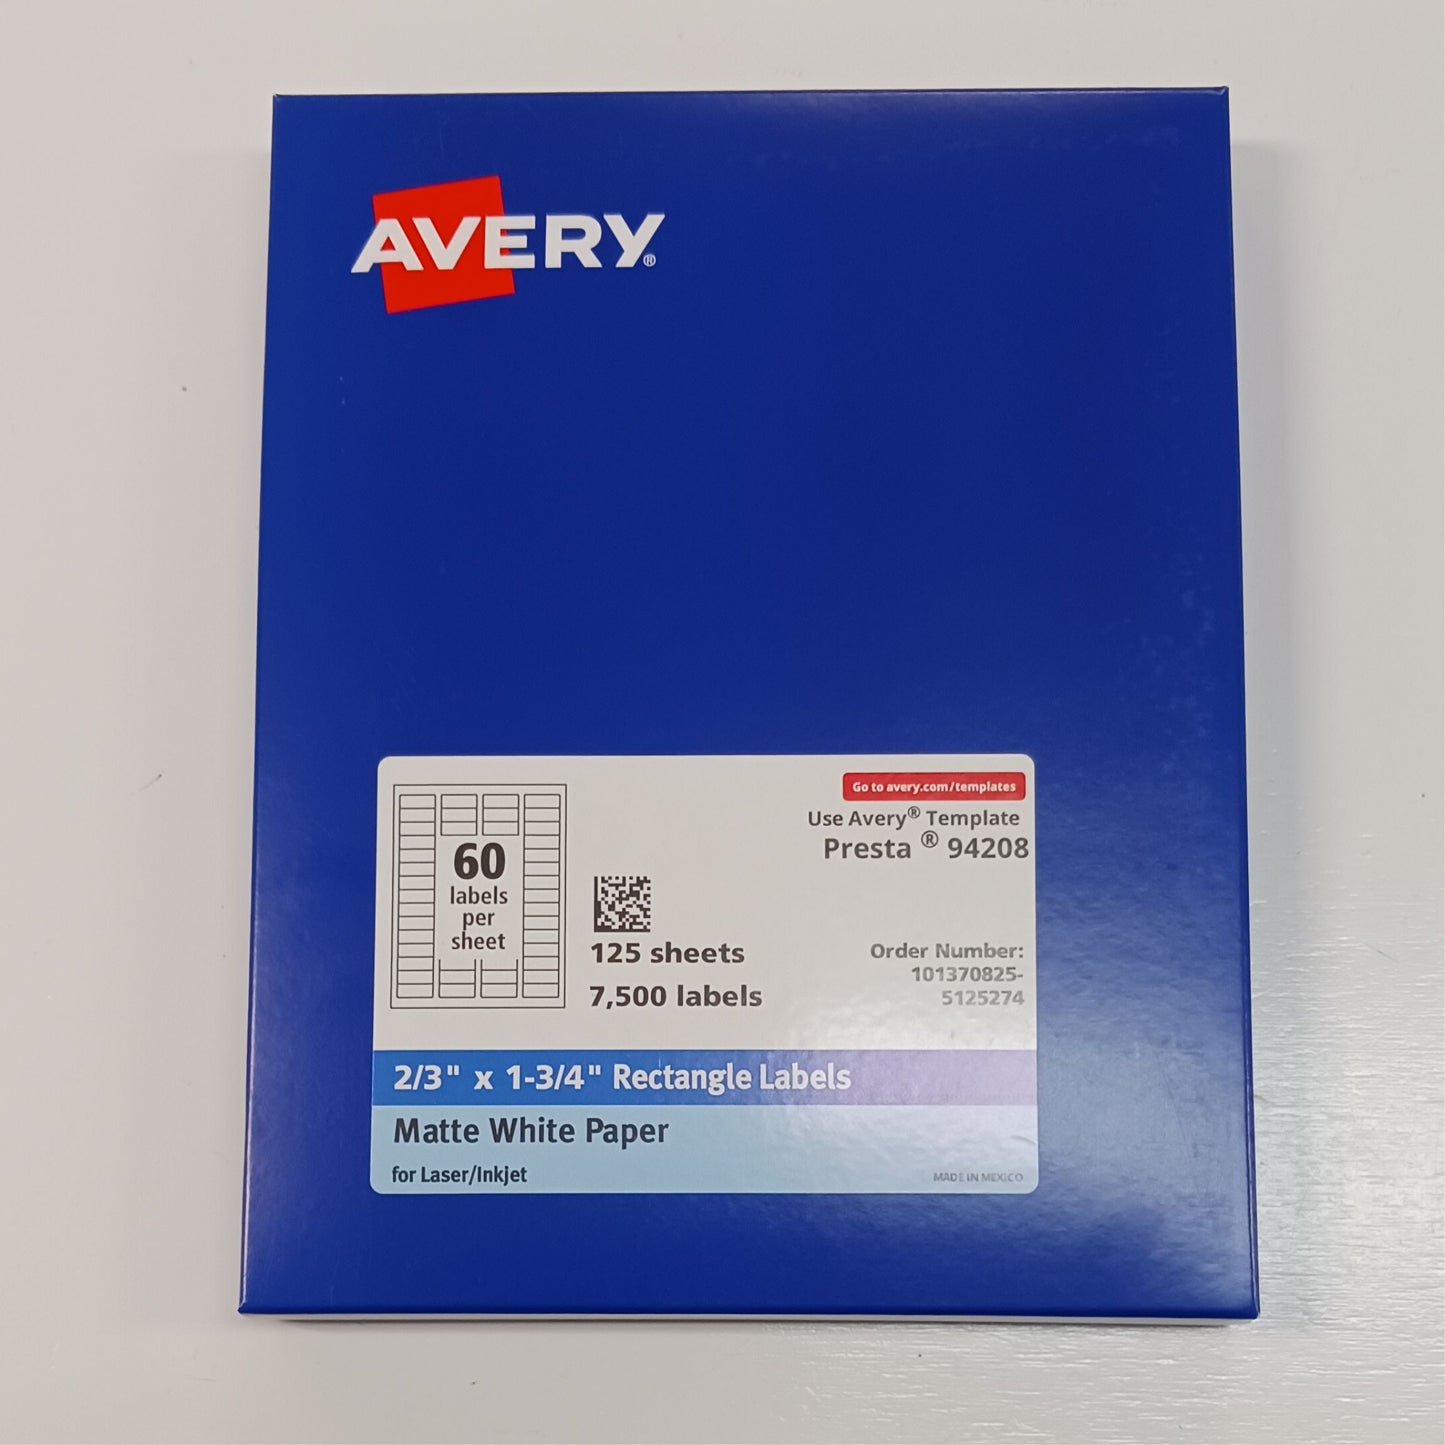 AVERY®
Go to avery.com/templates
Use Avery® Template
Presta ® 94208
60
labels
per
sheet
125 sheets
7,500 labels
Order Number:
101370825-
5125274
2/3" x 1-3/4" Rectangle Labels
Matte White Paper
for Laser/Inkjet
MADE IN MEXICO